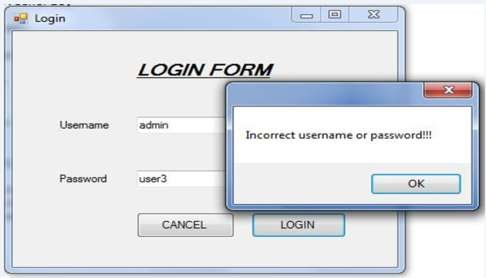 Login
LOGIN FORM
Username admin
Incorrect username or password!!!
Password user3
OK
CANCEL LOGIN